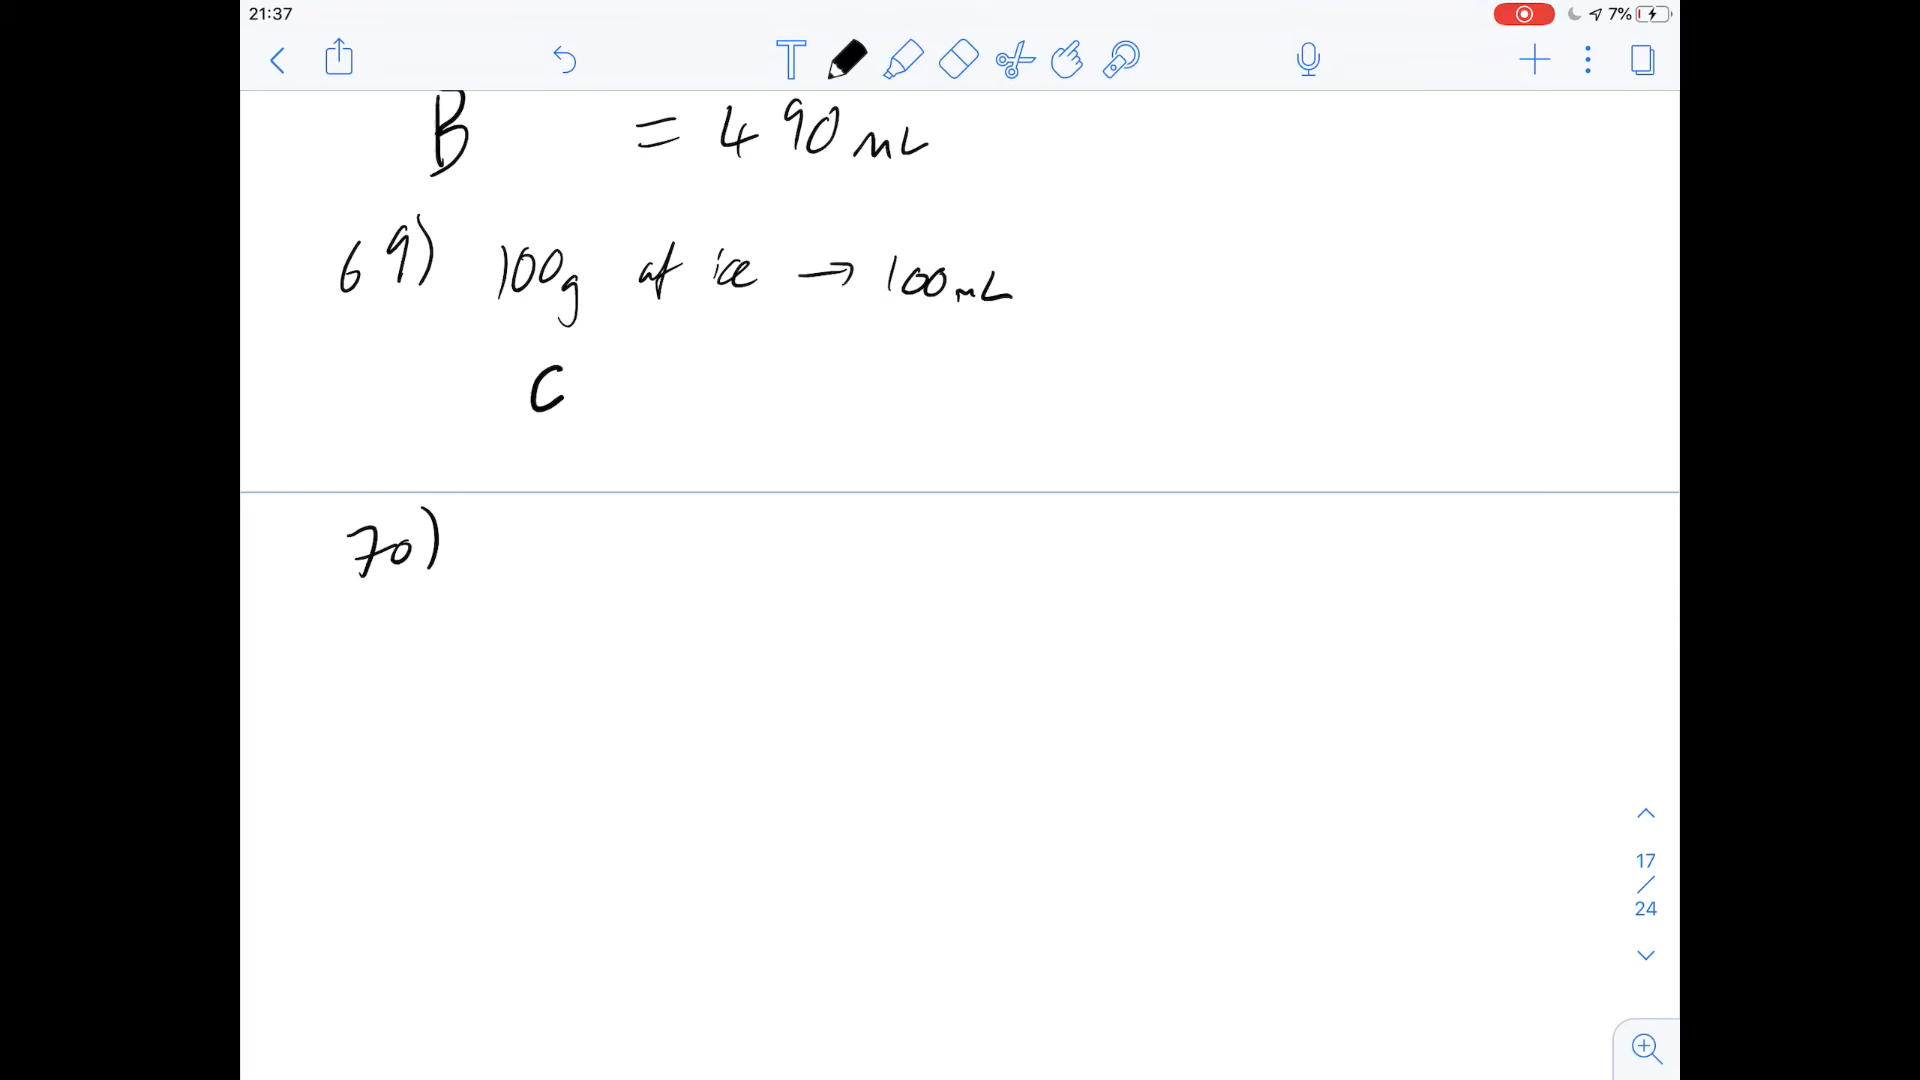 21:37
7%
T
B = 490 mL
69) 100g of ice → 100mL
C
70)
17
/
24